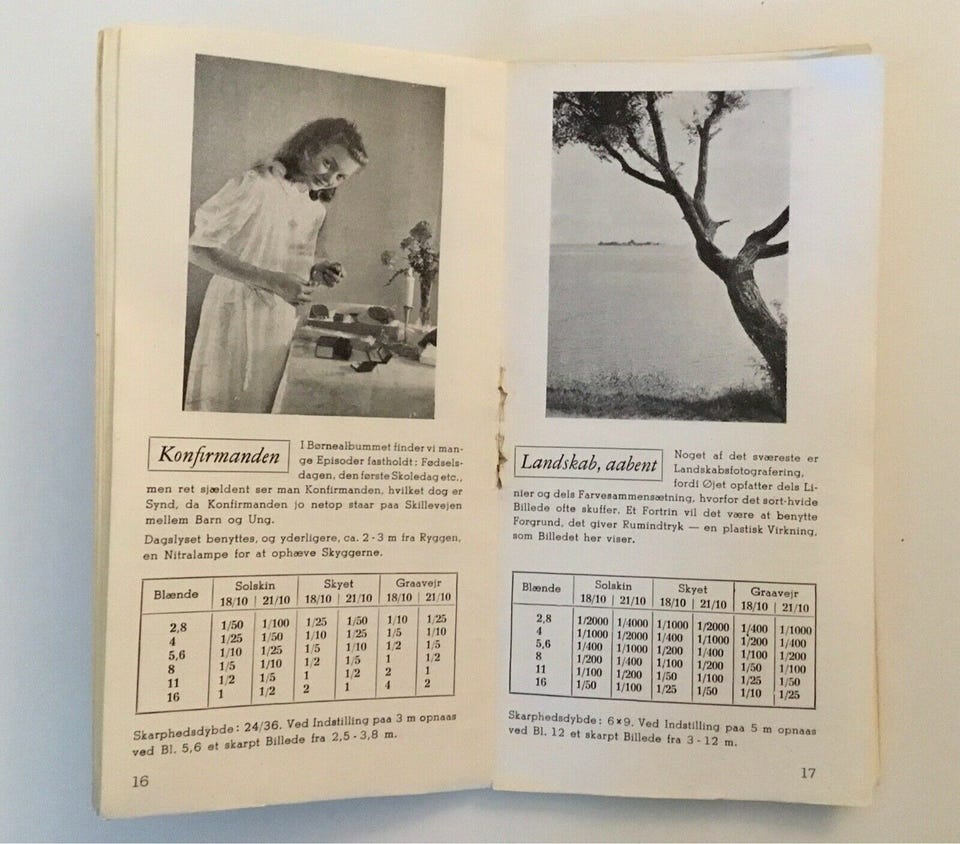 Konfirmanden
I Børnealbummet finder vi man-
ge Episoder fastholdt: Fødsels-
dagen, den første Skoledag etc.,
men ret sjældent ser man Konfirmanden, hvilket dog er
Synd, da Konfirmanden jo netop staar paa Skillevejen
mellem Barn og Ung.
Dagslyset benyttes, og yderligere, ca. 2-3 m fra Ryggen,
en Nitralampe for at ophæve Skyggerne.
Blænde Solskin Skyet Graavejr
18/10 21/10 18/10 21/10 18/10 21/10
2,8 1/50 1/100 1/25 1/50 1/10 1/25
4 1/25 1/50 1/10 1/25 1/5 1/10
5,6 1/10 1/25 1/5 1/10 1/2 1/5
8 1/5 1/10 1/2 1/5 1 1/2
11 1/2 1/5 1 1/2 2 1
16 1 1/2 2 1 4 2
Skarphedsdybde: 24/36. Ved Indstilling paa 3 m opnaas
ved Bl. 5,6 et skarpt Billede fra 2,5-3,8 m.
16
Landskab, aabent
Noget af det sværeste er
Landskabsfotografering,
fordi Øjet opfatter dels Li-
nier og dels Farvesammensætning, hvorfor det sort-hvide
Billede ofte skuffer. Et Fortrin vil det være at benytte
Forgrund, det giver Rumindtryk — en plastisk Virkning,
som Billedet her viser.
Blænde Solskin Skyet Graavejr
18/10 21/10 18/10 21/10 18/10 21/10
2,8 1/2000 1/4000 1/1000 1/2000 1/400 1/1000
4 1/1000 1/2000 1/400 1/1000 1/200 1/400
5,6 1/400 1/1000 1/200 1/400 1/100 1/200
8 1/200 1/400 1/100 1/200 1/50 1/100
11 1/100 1/200 1/50 1/100 1/25 1/50
16 1/50 1/100 1/25 1/50 1/10 1/25
Skarphedsdybde: 6×9. Ved Indstilling paa 5 m opnaas
ved Bl. 12 et skarpt Billede fra 3-12 m.
17